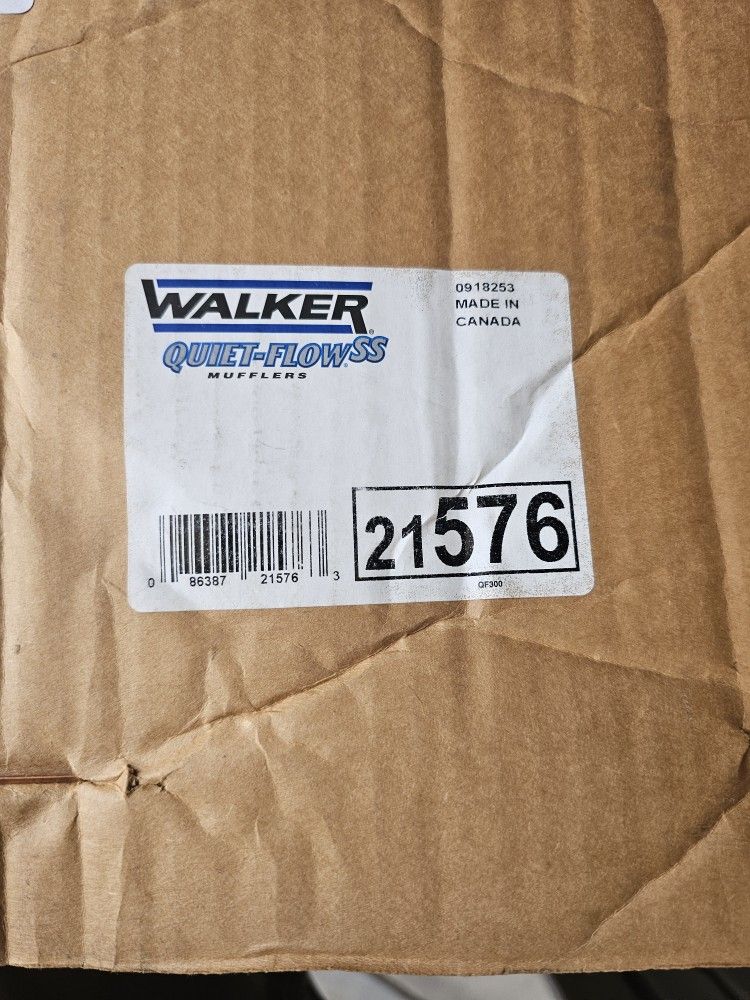 WALKER®
QUIET-FLOW®SS
MUFFLERS
0918253
MADE IN
CANADA
21576
0 86387 21576 3
QF300